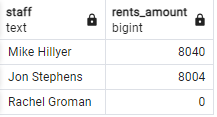 staff rents_amount
text bigint
Mike Hillyer 8040
Jon Stephens 8004
Rachel Groman 0